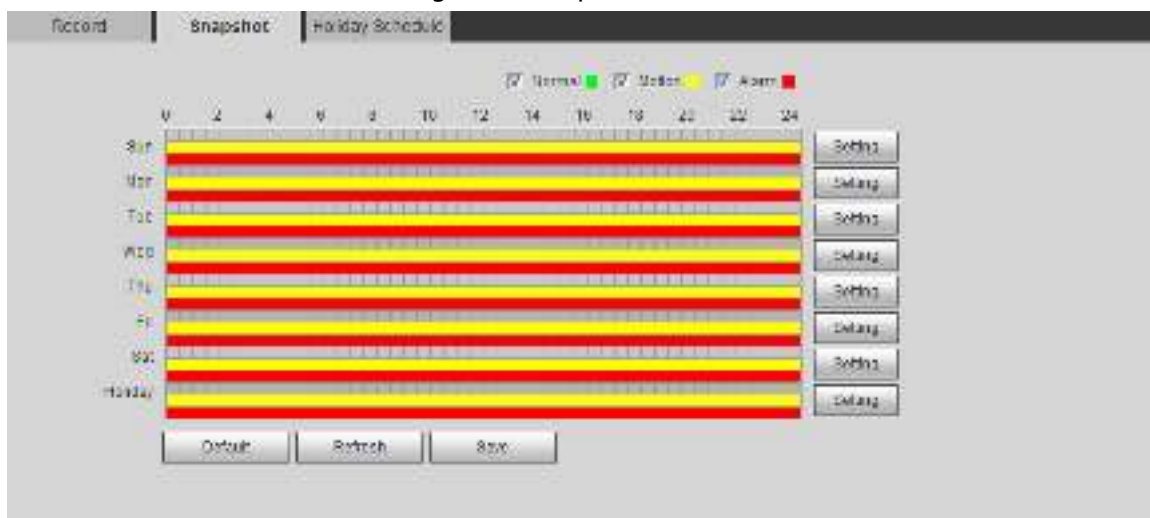 Record Snapshot Holiday Schedule
Normal Motion Alarm
0 2 4 6 8 10 12 14 16 18 20 22 24
Sun Setting
Mon Setting
Tue Setting
Wed Setting
Thu Setting
Fri Setting
Sat Setting
Holiday Setting
Default Refresh Save